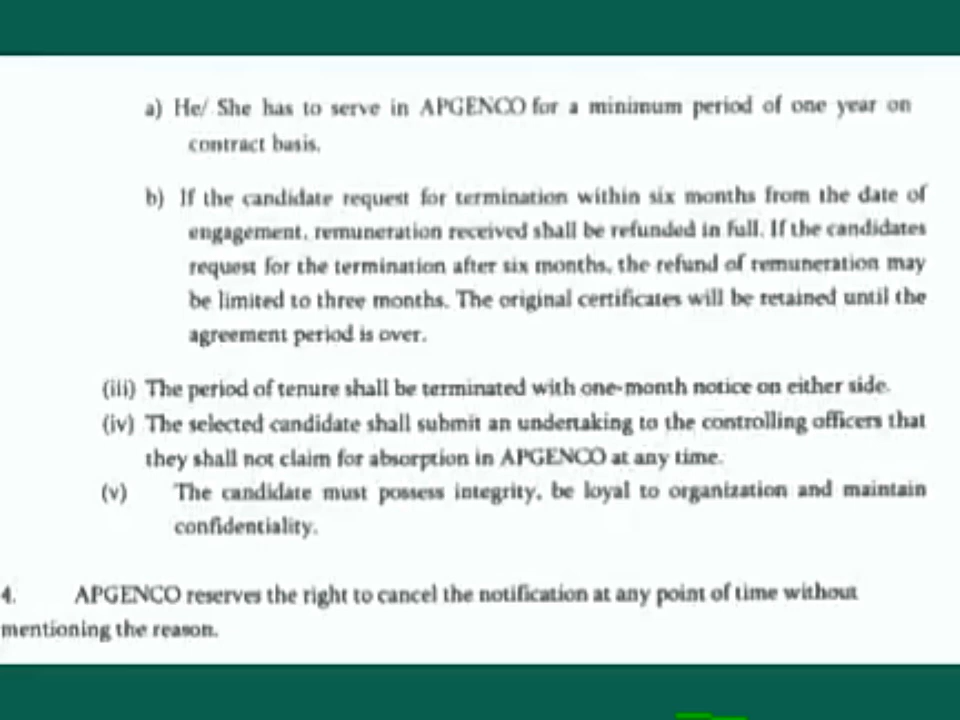 a) He/ She has to serve in APGENCO for a minimum period of one year on
contract basis.
b) If the candidate request for termination within six months from the date of
engagement, remuneration received shall be refunded in full. If the candidates
request for the termination after six months, the refund of remuneration may
be limited to three months. The original certificates will be retained until the
agreement period is over.
(iii) The period of tenure shall be terminated with one-month notice on either side.
(iv) The selected candidate shall submit an undertaking to the controlling officers that
they shall not claim for absorption in APGENCO at any time.
(v) The candidate must possess integrity, be loyal to organization and maintain
confidentiality.
4. APGENCO reserves the right to cancel the notification at any point of time without
mentioning the reason.